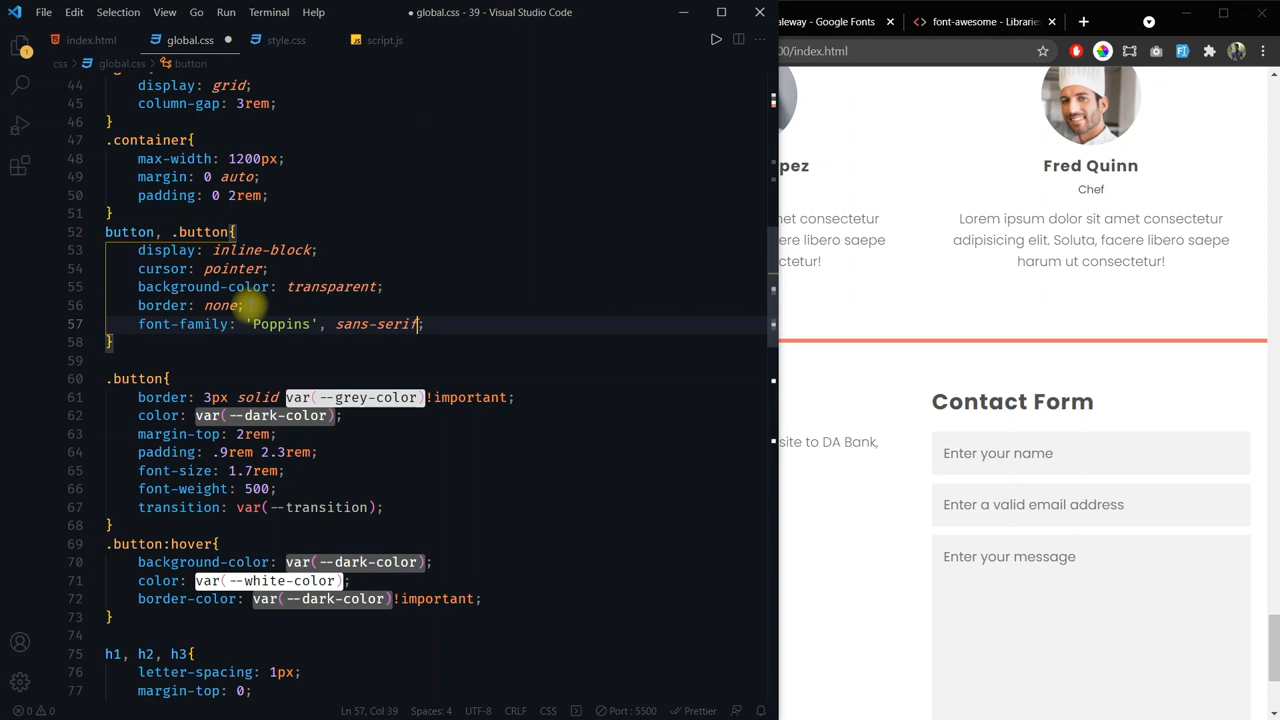 File Edit Selection View Go Run Terminal Help
● global.css - 39 - Visual Studio Code
index.html global.css style.css script.js
css > global.css > button
44 display: grid;
45 column-gap: 3rem;
46 }
47 .container{
48 max-width: 1200px;
49 margin: 0 auto;
50 padding: 0 2rem;
51 }
52 button, .button{
53 display: inline-block;
54 cursor: pointer;
55 background-color: transparent;
56 border: none;
57 font-family: 'Poppins', sans-serif;
58 }
59
60 .button{
61 border: 3px solid var(--grey-color)!important;
62 color: var(--dark-color);
63 margin-top: 2rem;
64 padding: .9rem 2.3rem;
65 font-size: 1.7rem;
66 font-weight: 500;
67 transition: var(--transition);
68 }
69 .button:hover{
70 background-color: var(--dark-color);
71 color: var(--white-color);
72 border-color: var(--dark-color)!important;
73 }
74
75 h1, h2, h3{
76 letter-spacing: 1px;
77 margin-top: 0;
1
0 0 Ln 57, Col 39 Spaces: 4 UTF-8 CRLF CSS Port : 5500 Prettier
aleway - Google Fonts font-awesome - Librarie
00/index.html
pez
Fred Quinn
Chef
met consectetur
ere libero saepe
ctetur!
Lorem ipsum dolor sit amet consectetur
adipisicing elit. Soluta, facere libero saepe
harum ut consectetur!
site to DA Bank,
Contact Form
Enter your name
Enter a valid email address
Enter your message